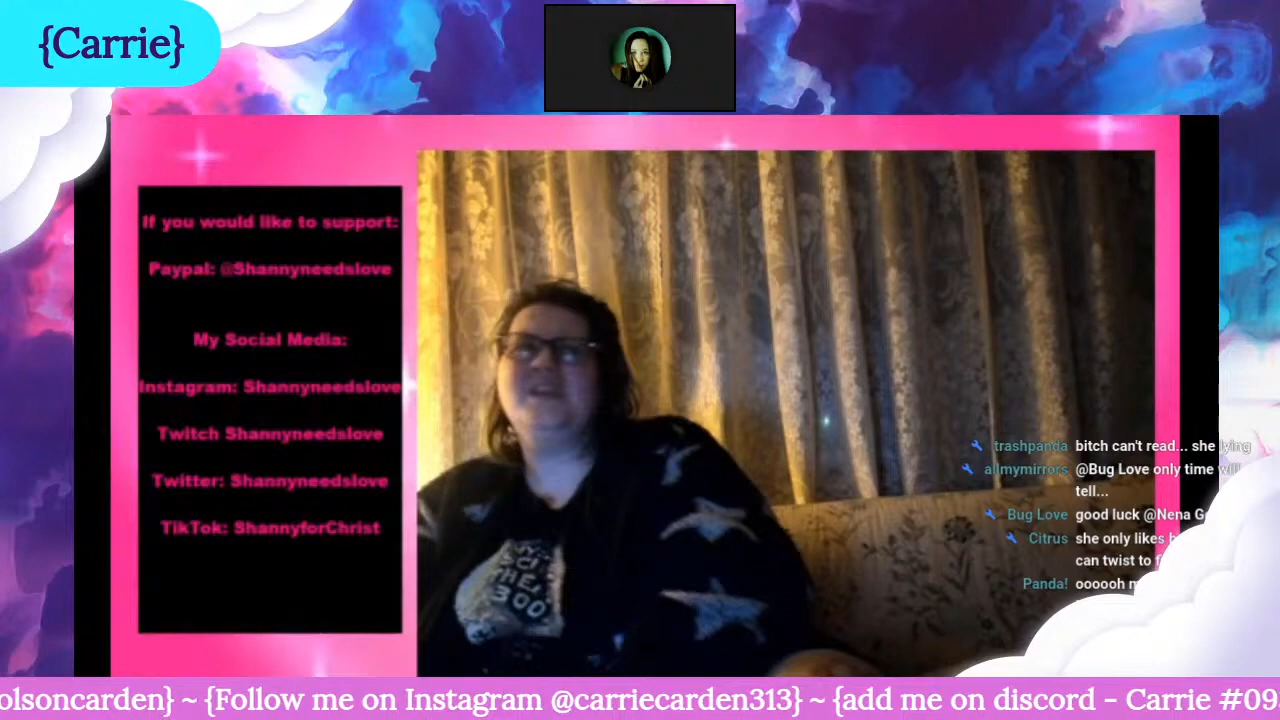 {Carrie}
If you would like to support:
Paypal: @Shannyneedslove
My Social Media:
Instagram: Shannyneedslove
Twitch Shannyneedslove
Twitter: Shannyneedslove
TikTok: ShannyforChrist
300
trashpanda bitch can't read... she lying
allmymirrors @Bug Love only time will
tell...
Bug Love good luck @Nena
Citrus she only likes
can twist to
Panda! oooooh
olsoncarden} ~ {Follow me on Instagram @carriecarden313} ~ {add me on discord - Carrie #09